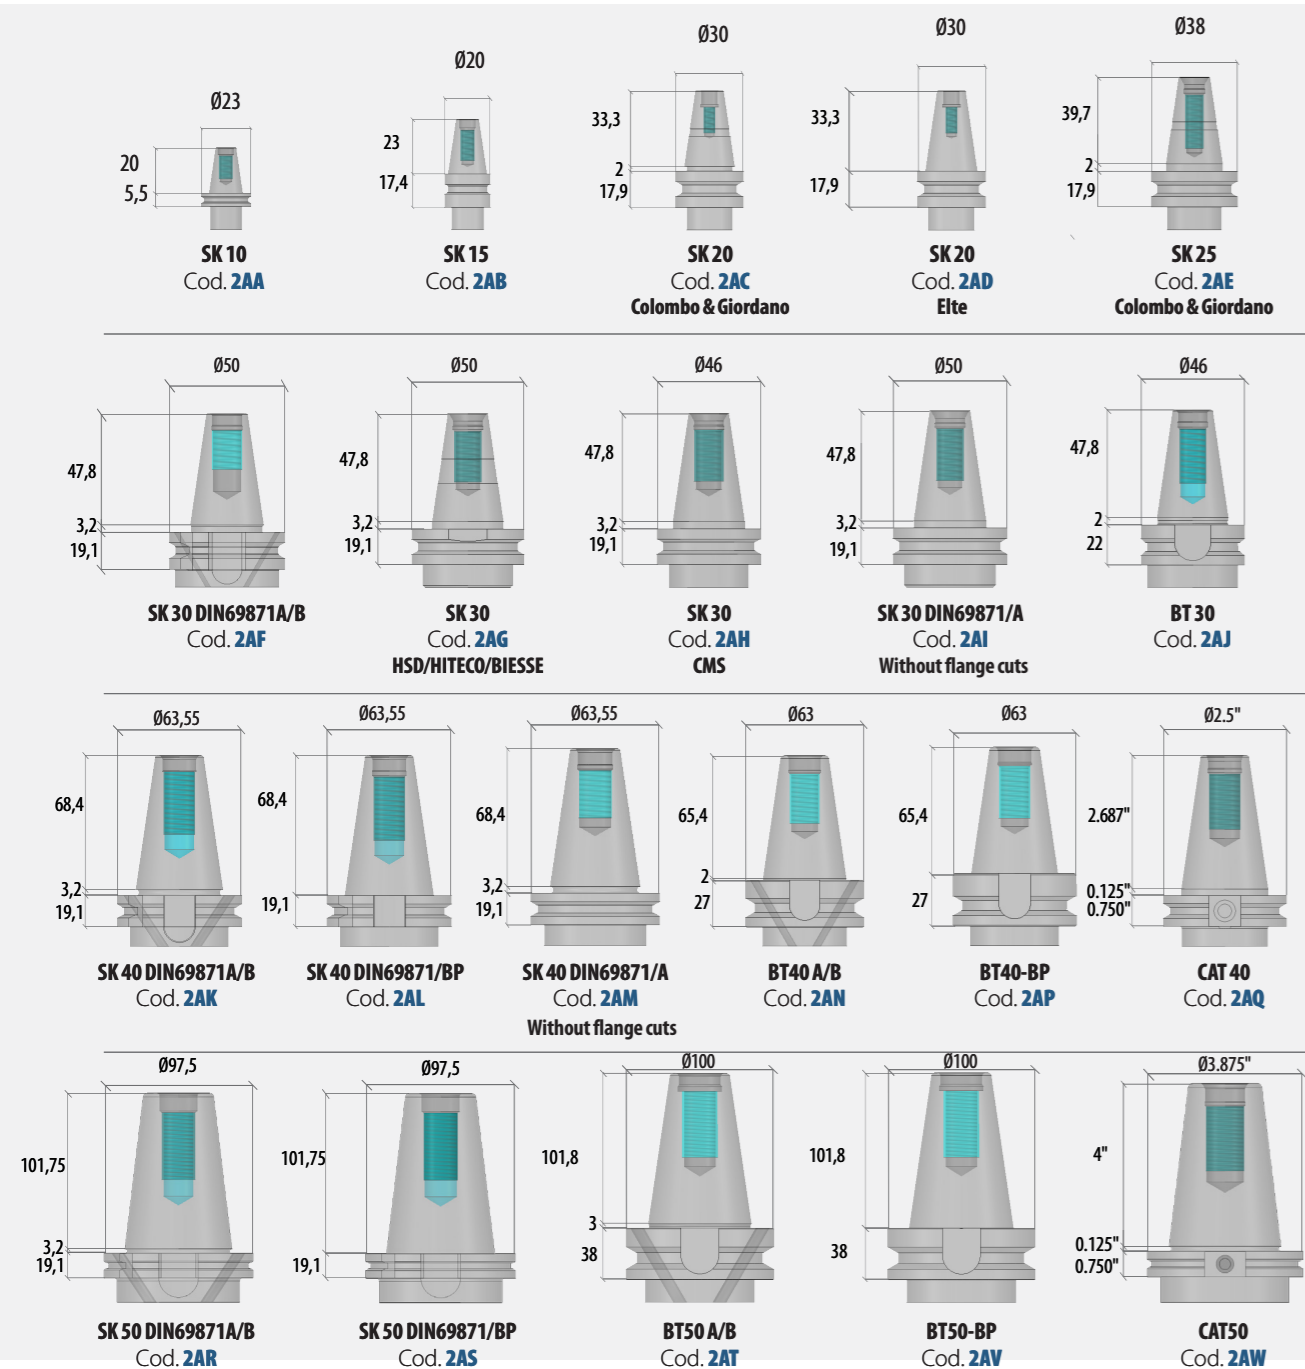 Ø23
20
5,5
SK 10
Cod. 2AA
Ø20
23
17,4
SK 15
Cod. 2AB
Ø30
33,3
2
17,9
SK 20
Cod. 2AC
Colombo & Giordano
Ø30
33,3
17,9
SK 20
Cod. 2AD
Elte
Ø38
39,7
2
17,9
SK 25
Cod. 2AE
Colombo & Giordano
Ø50
47,8
3,2
19,1
SK 30 DIN69871A/B
Cod. 2AF
Ø50
47,8
3,2
19,1
SK 30
Cod. 2AG
HSD/HITECO/BIESSE
Ø46
47,8
3,2
19,1
SK 30
Cod. 2AH
CMS
Ø50
47,8
3,2
19,1
SK 30 DIN69871/A
Cod. 2AI
Without flange cuts
Ø46
47,8
2
22
BT 30
Cod. 2AJ
Ø63,55
68,4
3,2
19,1
SK 40 DIN69871A/B
Cod. 2AK
Ø63,55
68,4
19,1
SK 40 DIN69871/BP
Cod. 2AL
Ø63,55
68,4
3,2
19,1
SK 40 DIN69871/A
Cod. 2AM
Without flange cuts
Ø63
65,4
2
27
BT40 A/B
Cod. 2AN
Ø63
65,4
27
BT40-BP
Cod. 2AP
Ø2.5"
2.687"
0.125"
0.750"
CAT 40
Cod. 2AQ
Ø97,5
101,75
3,2
19,1
SK 50 DIN69871A/B
Cod. 2AR
Ø97,5
101,75
19,1
SK 50 DIN69871/BP
Cod. 2AS
Ø100
101,8
3
38
BT50 A/B
Cod. 2AT
Ø100
101,8
38
BT50-BP
Cod. 2AV
Ø3.875"
4"
0.125"
0.750"
CAT50
Cod. 2AW